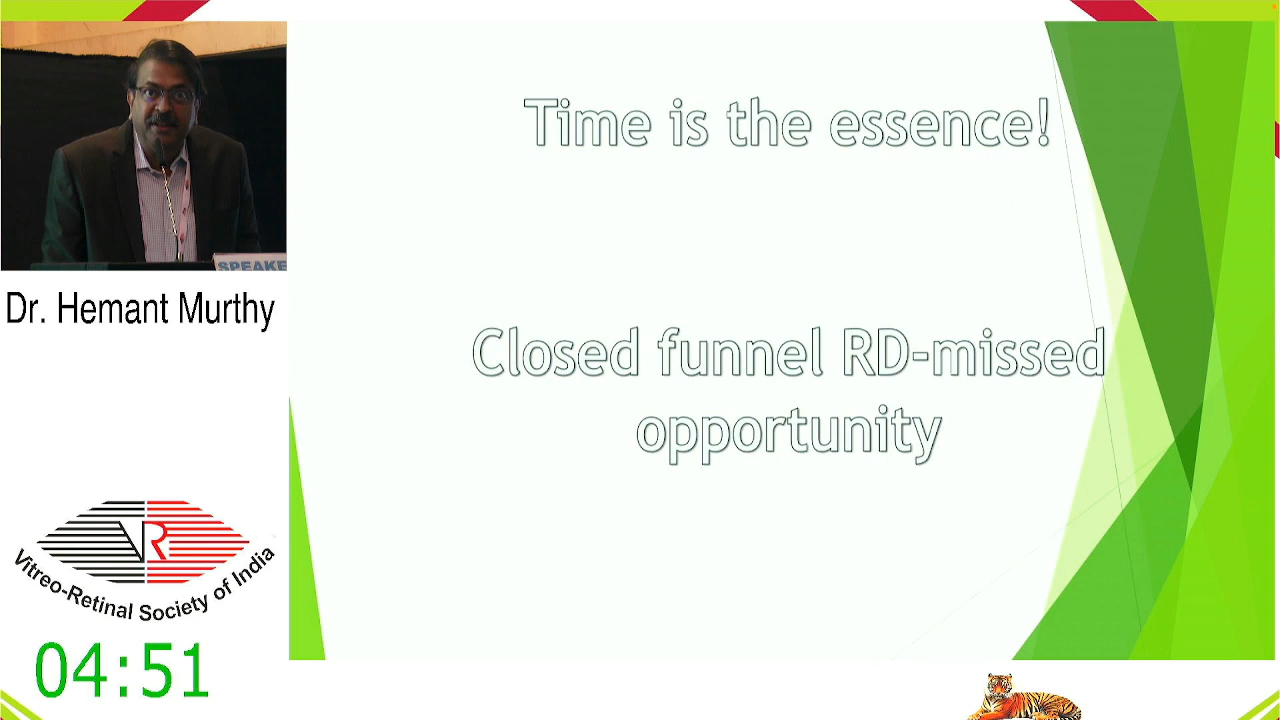 Time is the essence!
Closed funnel RD-missed
opportunity
SPEAKE
Dr. Hemant Murthy
VR
Vitreo-Retinal Society of India
04:51